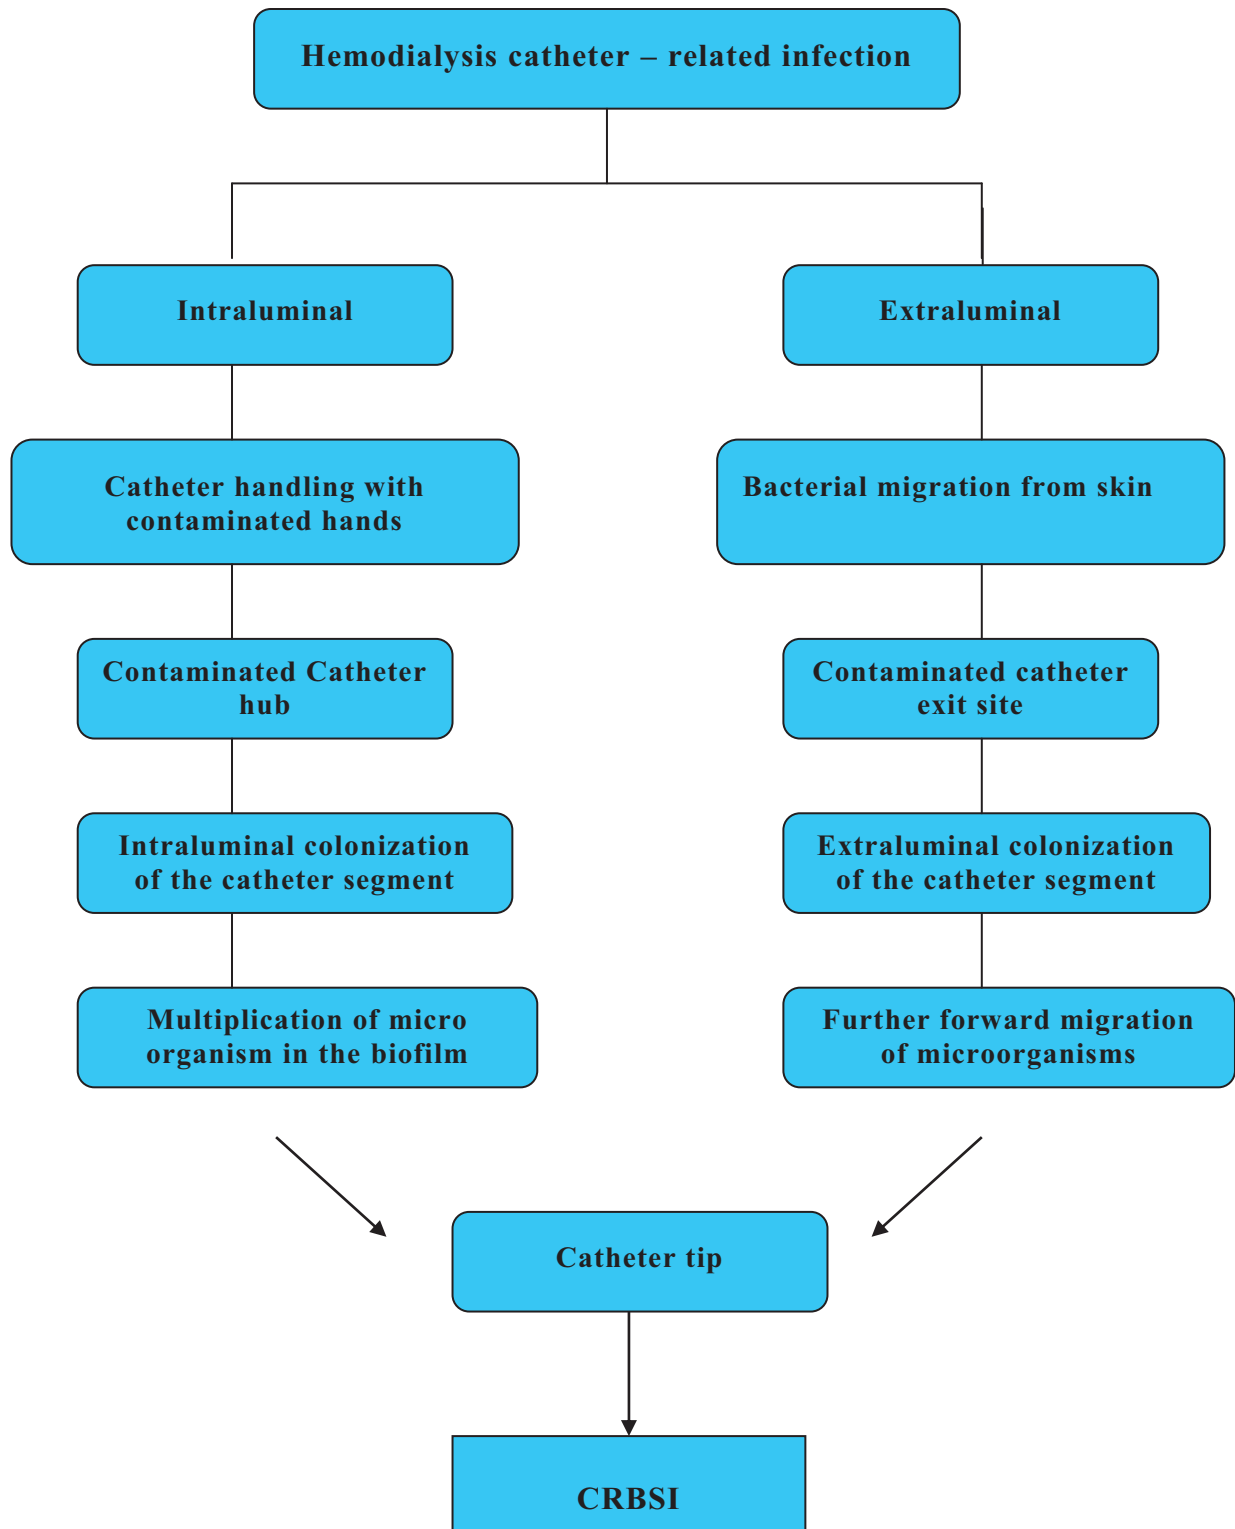 Hemodialysis catheter – related infection
Intraluminal
Extraluminal
Catheter handling with
contaminated hands
Bacterial migration from skin
Contaminated Catheter
hub
Contaminated catheter
exit site
Intraluminal colonization
of the catheter segment
Extraluminal colonization
of the catheter segment
Multiplication of micro
organism in the biofilm
Further forward migration
of microorganisms
Catheter tip
CRBSI